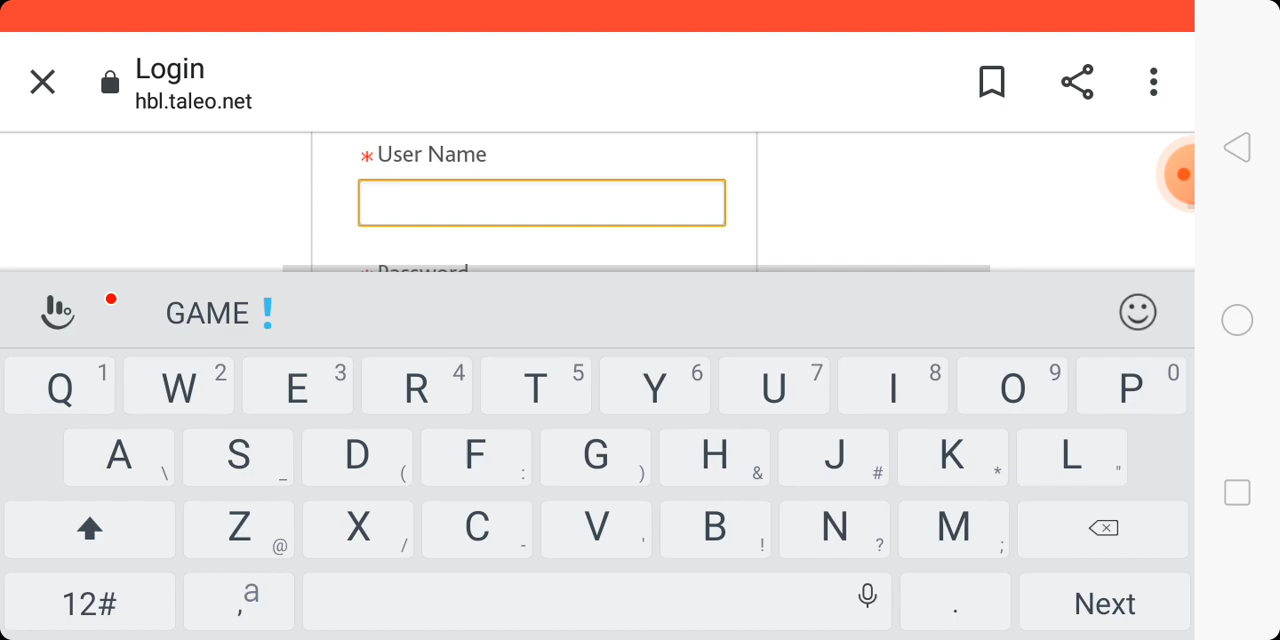 Login
hbl.taleo.net
* User Name
* Password
GAME❗
Q 1 W 2 E 3 R 4 T 5 Y 6 U 7 I 8 O 9 P 0
A \ S _ D ( F : G ) H & J # K * L "
Z @ X / C - V ' B ! N ? M ;
12# , a . Next